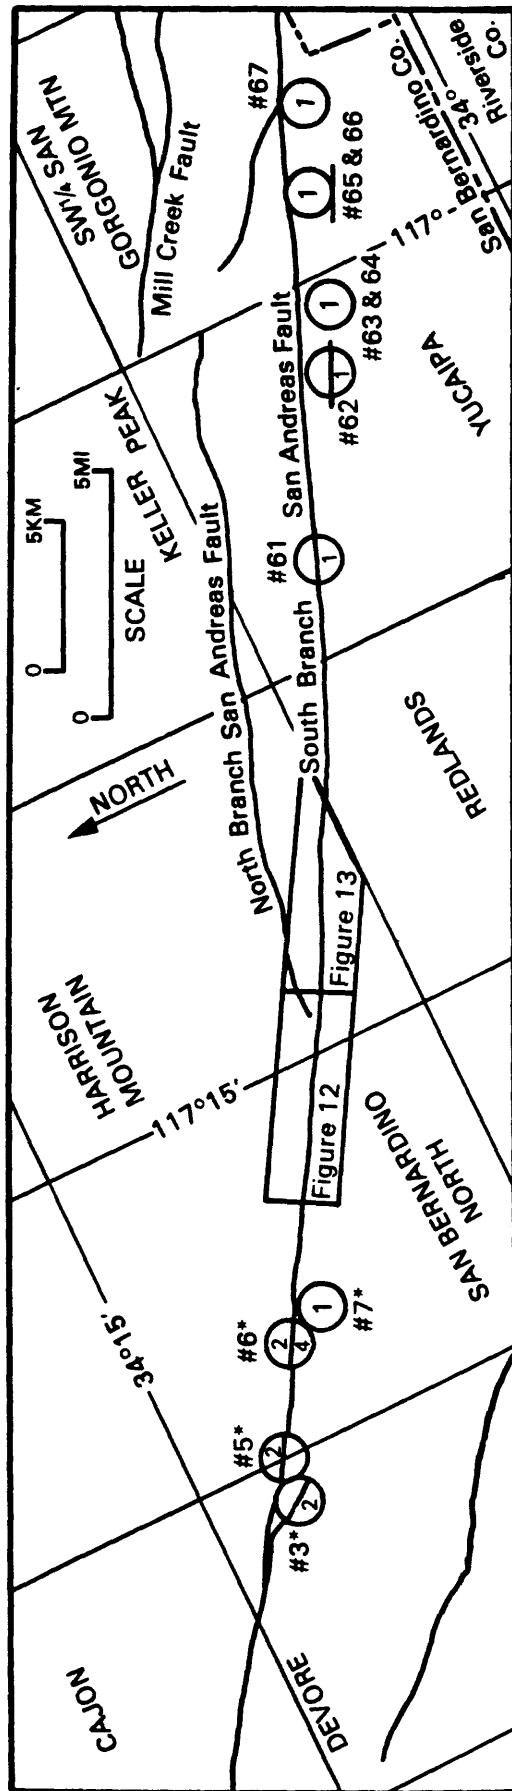 CAJON
DEVORE
34°15'
#3*
2
#5*
2
#6*
2
4
#7*
1
HARRISON
MOUNTAIN
117°15'
SAN BERNARDINO
NORTH
Figure 12
Figure 13
NORTH
North Branch San Andreas Fault
South Branch
San Andreas Fault
REDLANDS
0
5KM
0
5MI
SCALE
KELLER PEAK
#61
1
#62
1
#63 & 64
1
YUCAIPA
117°
SW¼ SAN
GORGONIO MTN
Mill Creek Fault
#65 & 66
1
#67
1
San Bernardino Co.
34°
Riverside
Co.